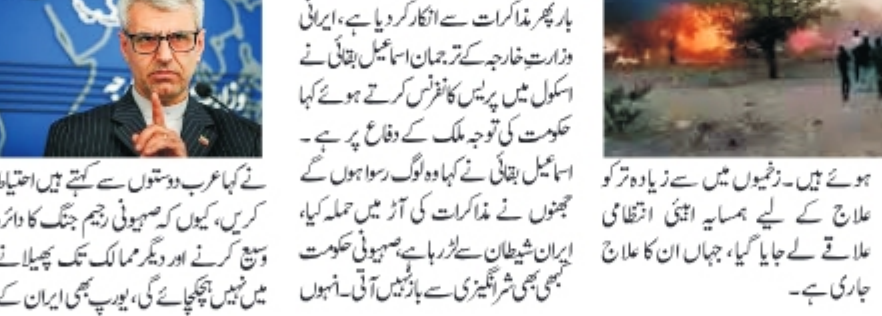 ہوئے ہیں۔زخمیوں میں سے زیادہ تر کو
علاج کے لیے ہمسایہ ایبئی انتظامی
علاقے لے جایا گیا، جہاں ان کا علاج
جاری ہے۔
بار پھر مذاکرات سے انکار کر دیا ہے، ایرانی
وزارتِ خارجہ کے ترجمان اسماعیل بقائی نے
اسکول میں پریس کانفرنس کرتے ہوئے کہا
حکومت کی توجہ ملک کے دفاع پر ہے۔
اسماعیل بقائی نے کہا وہ لوگ رسوا ہوں گے
جھنوں نے مذاکرات کی آڑ میں حملہ کیا،
ایران شیطان سے لڑ رہا ہے، صہیونی حکومت
کبھی بھی شر انگیزی سے باز نہیں آتی۔ انہوں
نے کہا عرب دوستوں سے کہتے ہیں احتیاط
کریں، کیوں کہ صہیونی رجیم جنگ کا دائر
وسیع کرنے اور دیگر ممالک تک پھیلانے
میں نہیں ہچکچائے گی، یورپ بھی ایران کے